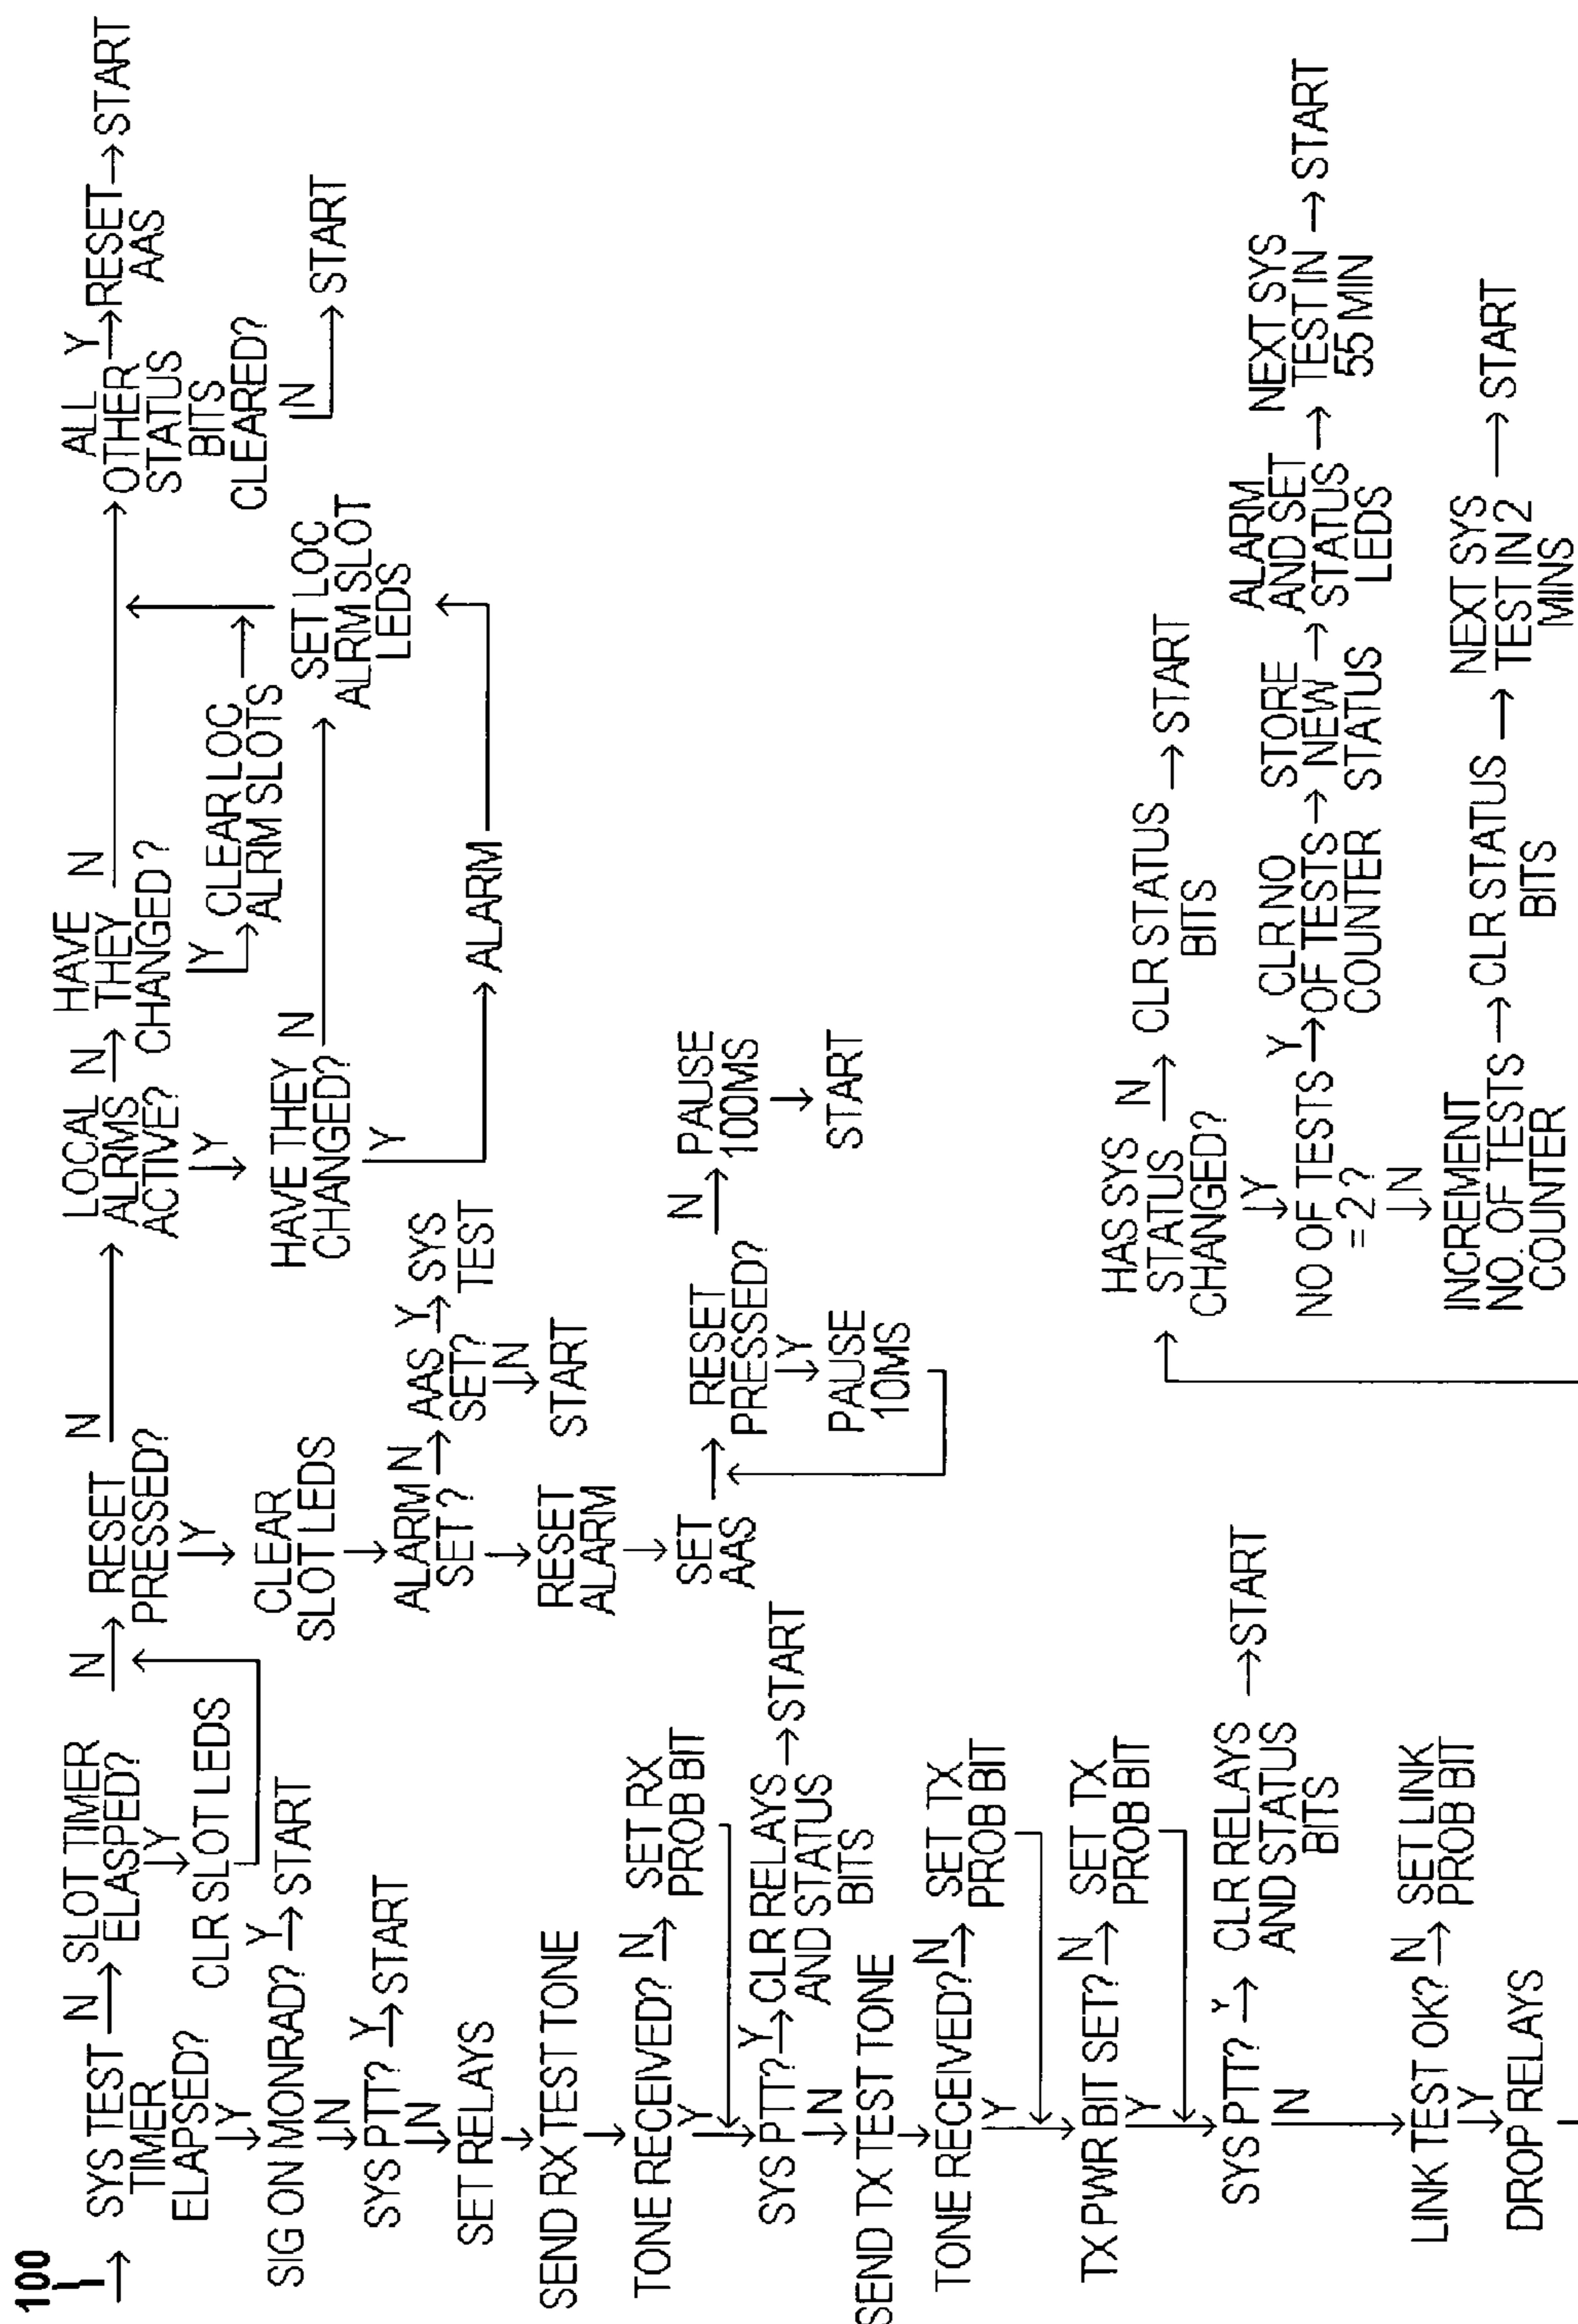 100
SYS TEST
TIMER
ELAPSED?
N
Y
SLOT TIMER
ELASPED?
N
Y
CLR SLOT LEDS
RESET
PRESSED?
N
Y
LOCAL
ALRMS
ACTIVE?
N
Y
HAVE
THEY
CHANGED?
N
Y
CLEAR LOC
ALRM SLOTS
ALL
OTHER
STATUS
BITS
CLEARED?
Y
N
RESET
AAS
START
START
HAVE THEY
CHANGED?
N
Y
SET LOC
ALRM SLOT
LEDS
ALARM
CLEAR
SLOT LEDS
ALARM
SET ?
N
AAS
SET?
Y
N
SYS
TEST
START
RESET
ALARM
SET
AAS
RESET
PRESSED?
N
Y
PAUSE
100MS
START
PAUSE
10MS
SIG ON MONRAD?
Y
START
N
SYS PTT?
Y
START
N
SET RELAYS
SEND RX TEST TONE
TONE RECEIVED?
N
SET RX
PROB BIT
Y
SYS PTT?
Y
CLR RELAYS
AND STATUS
BITS
START
N
SEND TX TEST TONE
TONE RECEIVED?
N
SET TX
PROB BIT
Y
TX PWR BIT SET?
N
SET TX
PROB BIT
Y
SYS PTT?
Y
CLR RELAYS
AND STATUS
BITS
START
N
LINK TEST OK?
N
SET LINK
PROB BIT
Y
DROP RELAYS
HAS SYS
STATUS
CHANGED?
N
CLR STATUS
BITS
START
Y
NO OF TESTS
= 2 ?
Y
CLR NO
OF TESTS
COUNTER
STORE
NEW
STATUS
ALARM
AND SET
STATUS
LEDS
NEXT SYS
TEST IN
55 MIN
START
N
INCREMENT
NO. OF TESTS
COUNTER
CLR STATUS
BITS
NEXT SYS
TEST IN 2
MINS
START